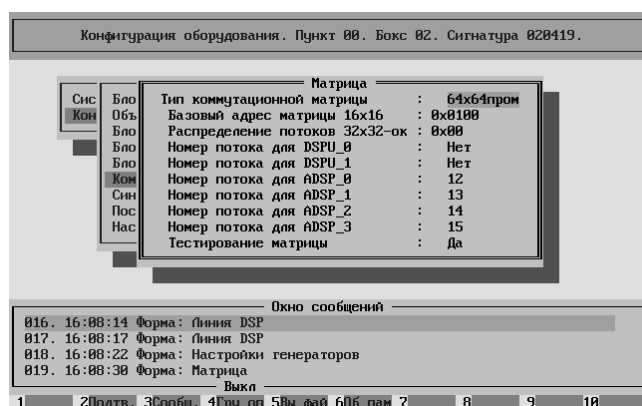 Конфигурация оборудования. Пункт 00. Бокс 02. Сигнатура 020419.
Матрица
Сис
Кон
Бло
Объ
Бло
Бло
Бло
Ком
Син
Пос
Нас
Тип коммутационной матрицы : 64x64пром
Базовый адрес матрицы 16x16 : 0x0100
Распределение потоков 32x32-ок : 0x00
Номер потока для DSPU_0 : Нет
Номер потока для DSPU_1 : Нет
Номер потока для ADSP_0 : 12
Номер потока для ADSP_1 : 13
Номер потока для ADSP_2 : 14
Номер потока для ADSP_3 : 15
Тестирование матрицы : Да
Окно сообщений
016. 16:08:14 Форма: Линия DSP
017. 16:08:17 Форма: Линия DSP
018. 16:08:22 Форма: Настройки генераторов
019. 16:08:30 Форма: Матрица
Выкл
1 2Подтв. 3Сообщ. 4Гру оп 5Вы фай 6Об пам 7 8 9 10